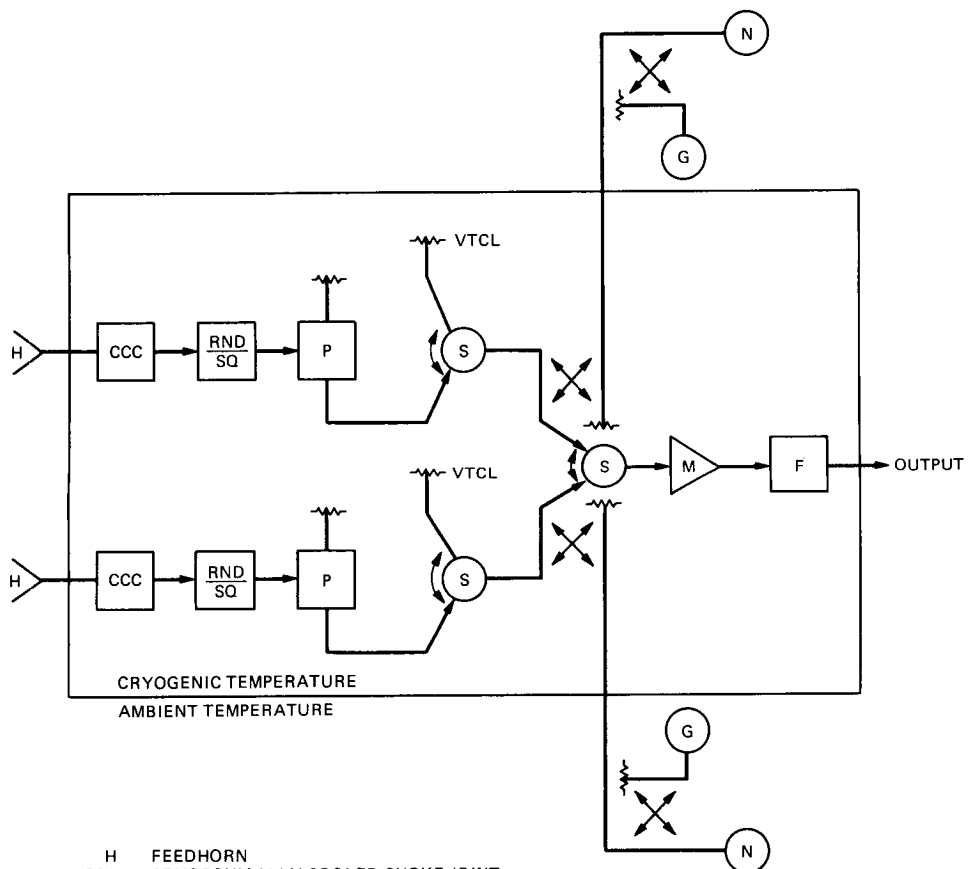 N
G
VTCL
H
CCC
RND
SQ
P
S
S
M
F
OUTPUT
VTCL
H
CCC
RND
SQ
P
S
CRYOGENIC TEMPERATURE
AMBIENT TEMPERATURE
G
N
H FEEDHORN